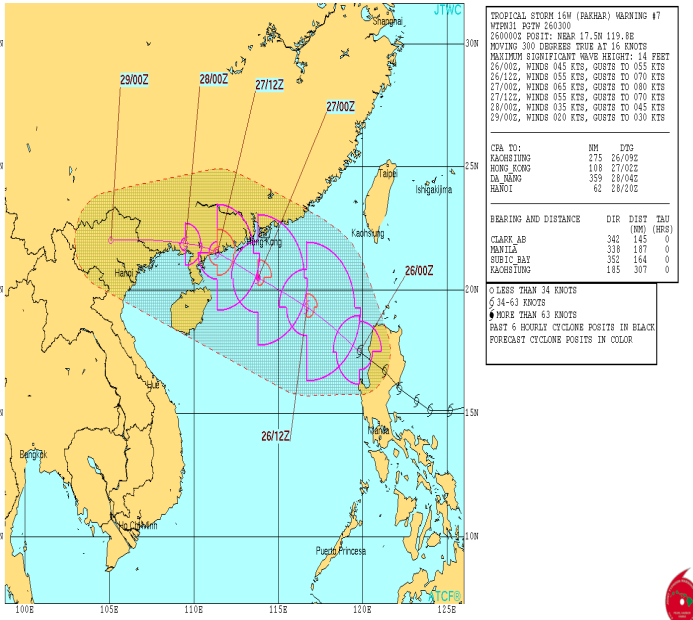 JTWC
Shanghai
30N
29/00Z
28/00Z
27/12Z
27/00Z
25N
Taipei
Ishigakijima
Kaohsiung
Hong Kong
Hanoi
26/00Z
20N
Hue
15N
26/12Z
Manila
Bangkok
Ho Chi Minh
10N
Puerto Princesa
ATCF®
100E 105E 110E 115E 120E 125E
TROPICAL STORM 16W (PAKHAR) WARNING #7
WTPN31 PGTW 260300
260000Z POSIT: NEAR 17.5N 119.8E
MOVING 300 DEGREES TRUE AT 16 KNOTS
MAXIMUM SIGNIFICANT WAVE HEIGHT: 14 FEET
26/00Z, WINDS 045 KTS, GUSTS TO 055 KTS
26/12Z, WINDS 055 KTS, GUSTS TO 070 KTS
27/00Z, WINDS 065 KTS, GUSTS TO 080 KTS
27/12Z, WINDS 055 KTS, GUSTS TO 070 KTS
28/00Z, WINDS 035 KTS, GUSTS TO 045 KTS
29/00Z, WINDS 020 KTS, GUSTS TO 030 KTS
CPA TO: NM DTG
KAOHSIUNG 275 26/09Z
HONG_KONG 108 27/02Z
DA_NANG 359 28/04Z
HANOI 62 28/20Z
BEARING AND DISTANCE DIR DIST TAU
(NM) (HRS)
CLARK_AB 342 145 0
MANILA 338 187 0
SUBIC_BAY 352 164 0
KAOHSIUNG 185 307 0
LESS THAN 34 KNOTS
34-63 KNOTS
MORE THAN 63 KNOTS
PAST 6 HOURLY CYCLONE POSITS IN BLACK
FORECAST CYCLONE POSITS IN COLOR